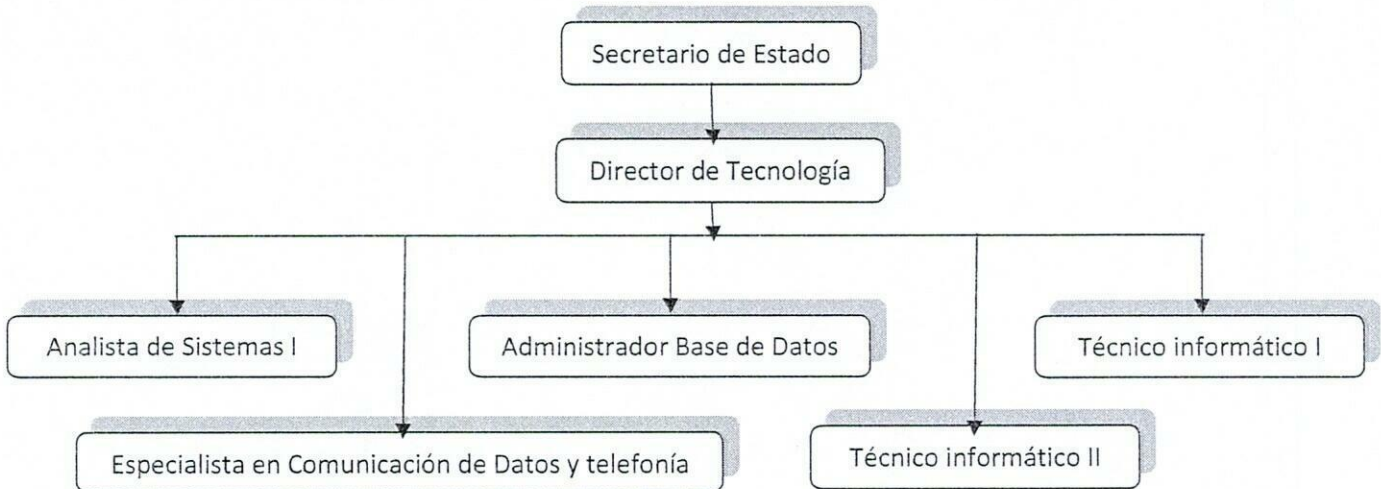 Secretario de Estado
Director de Tecnología
Analista de Sistemas I
Administrador Base de Datos
Técnico informático I
Especialista en Comunicación de Datos y telefonía
Técnico informático II